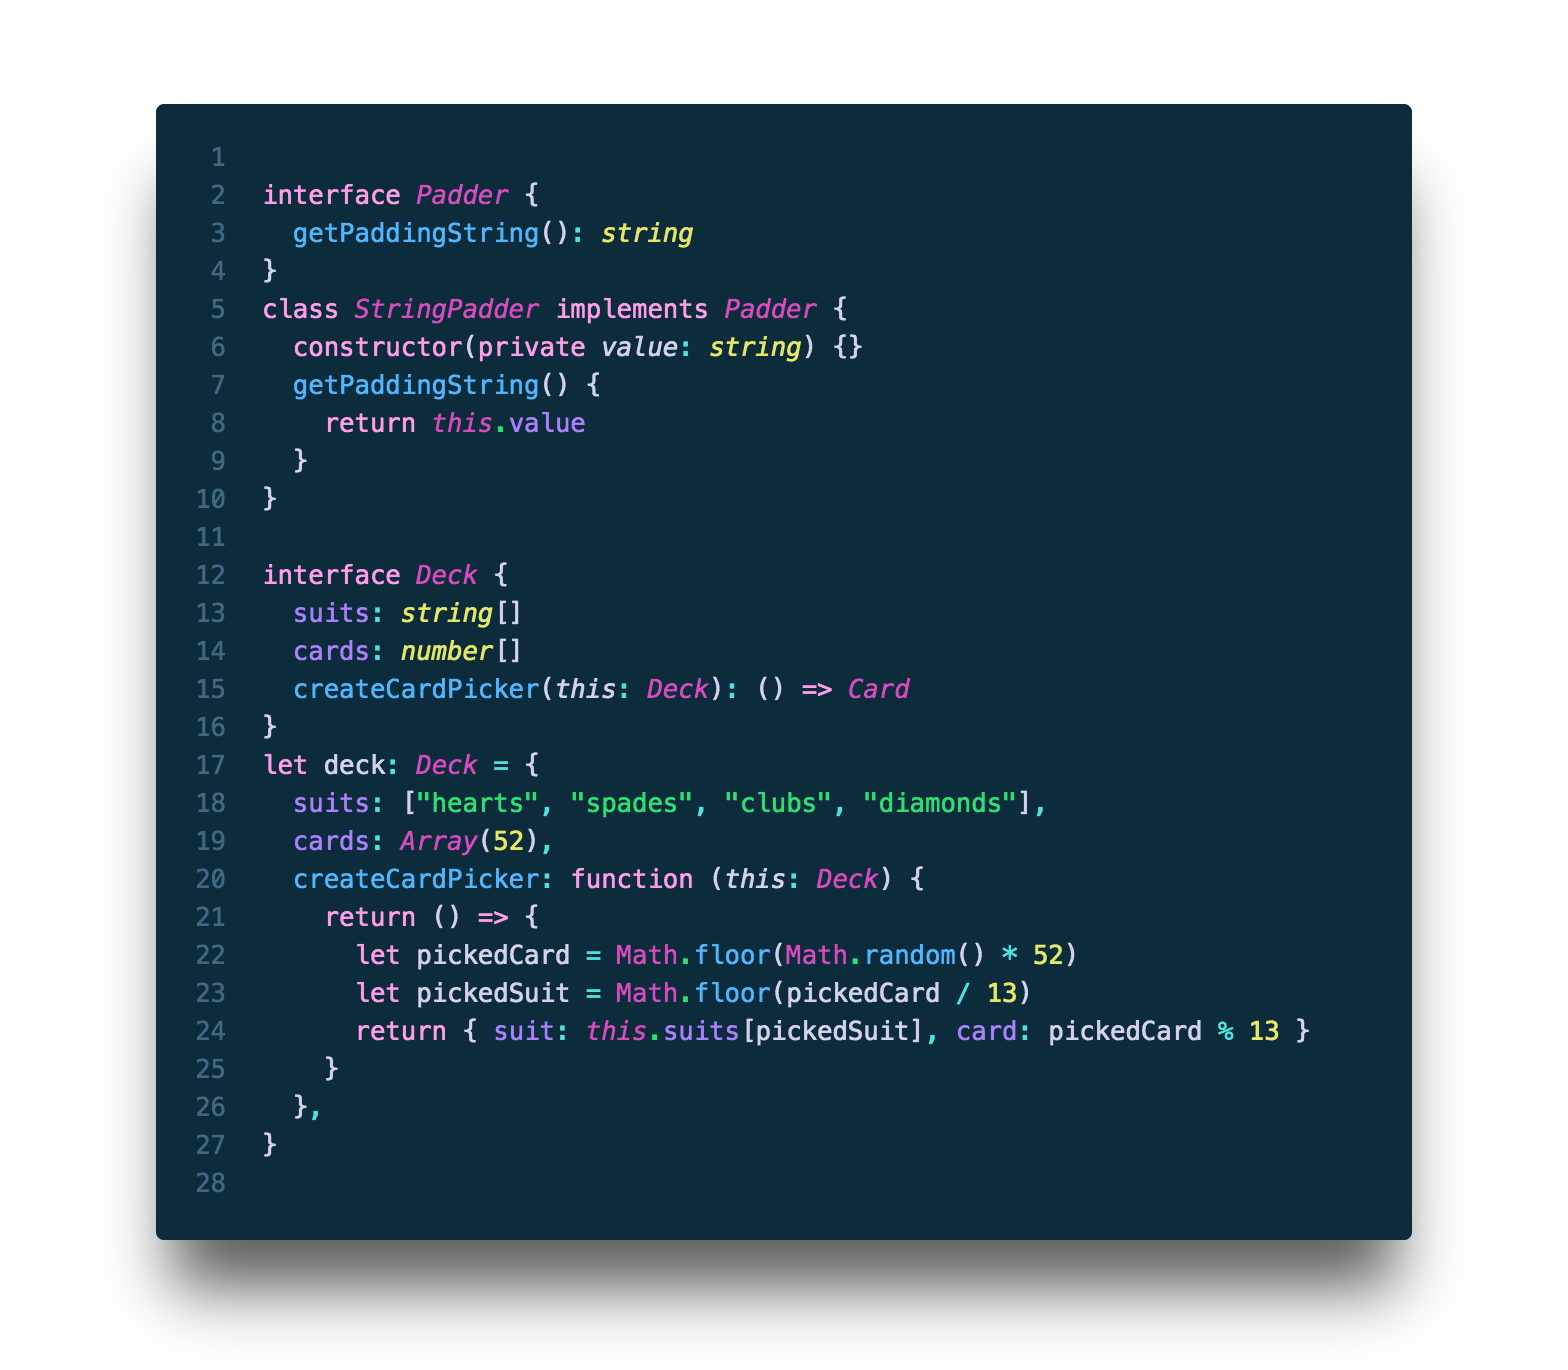 1
2 interface Padder {
3   getPaddingString(): string
4 }
5 class StringPadder implements Padder {
6   constructor(private value: string) {}
7   getPaddingString() {
8     return this.value
9   }
10 }
11
12 interface Deck {
13   suits: string[]
14   cards: number[]
15   createCardPicker(this: Deck): () => Card
16 }
17 let deck: Deck = {
18   suits: ["hearts", "spades", "clubs", "diamonds"],
19   cards: Array(52),
20   createCardPicker: function (this: Deck) {
21     return () => {
22       let pickedCard = Math.floor(Math.random() * 52)
23       let pickedSuit = Math.floor(pickedCard / 13)
24       return { suit: this.suits[pickedSuit], card: pickedCard % 13 }
25     }
26   },
27 }
28